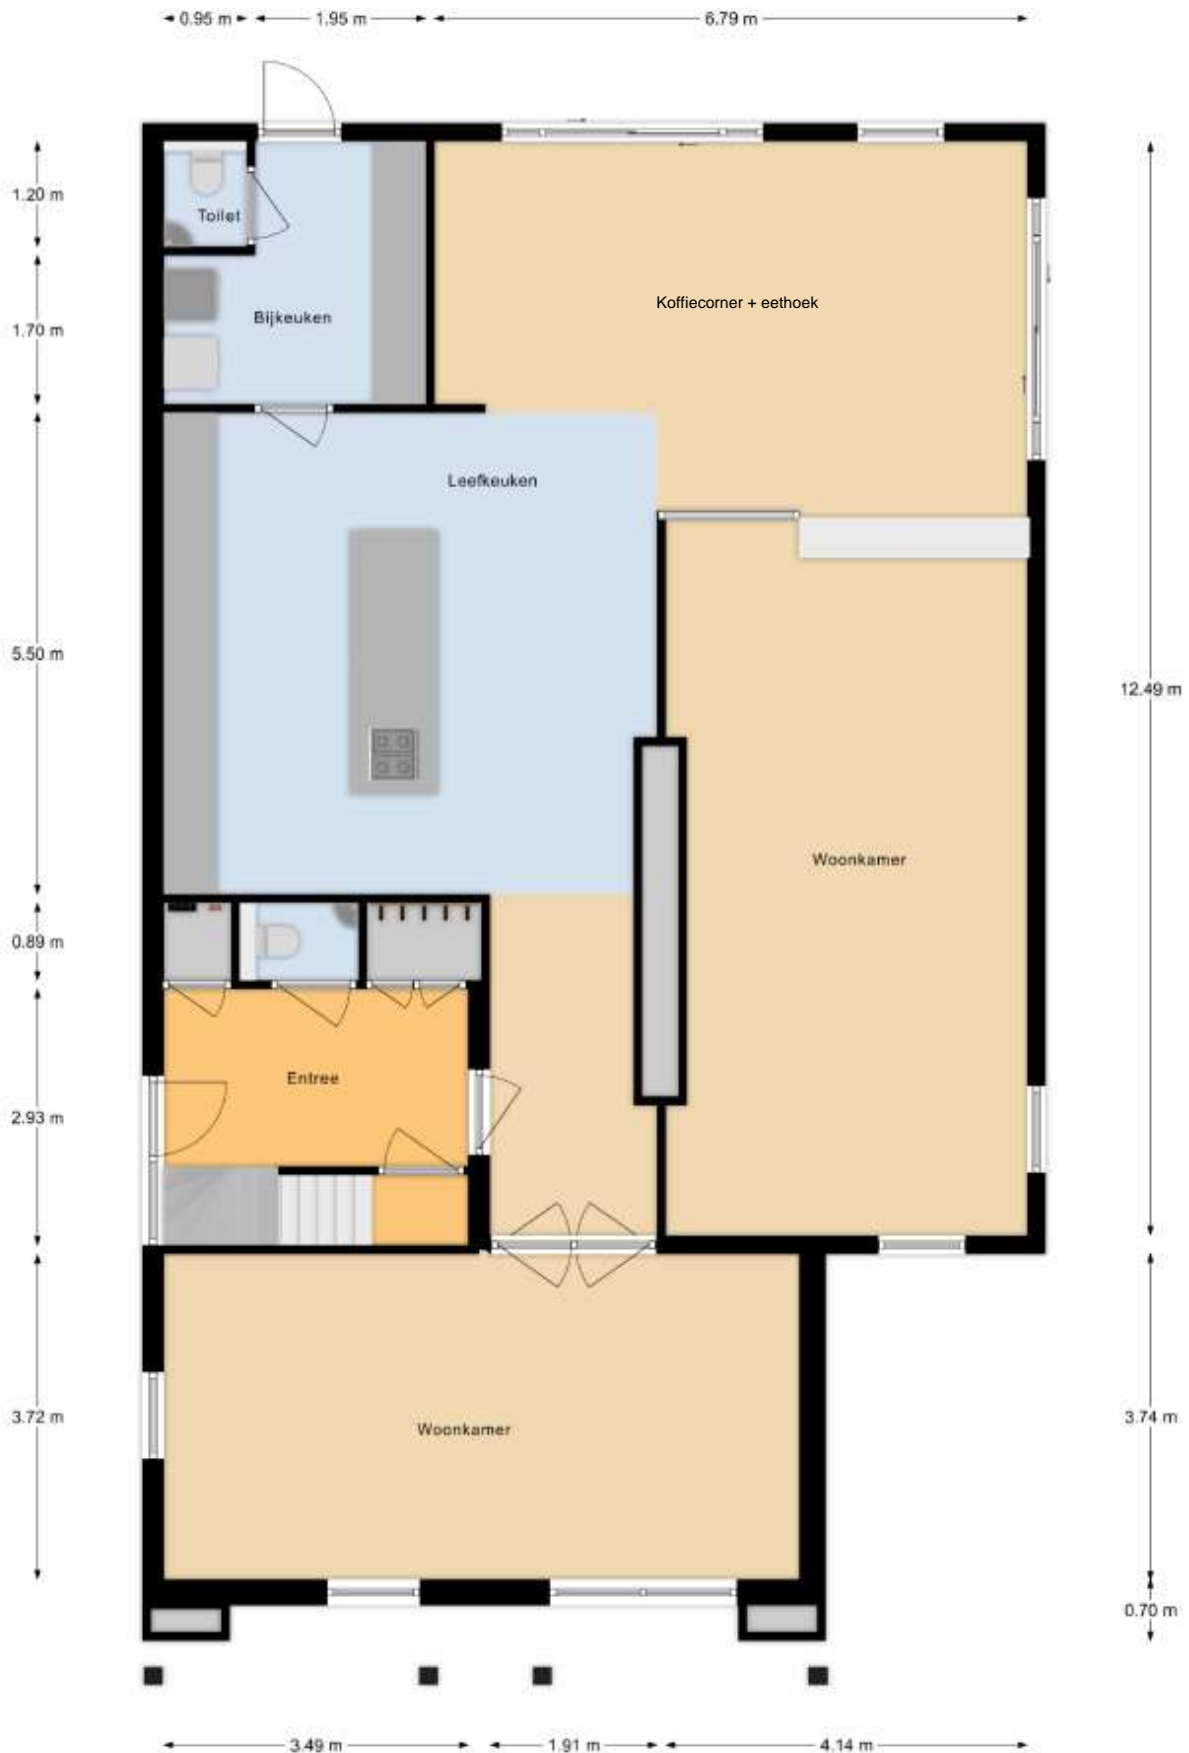 0.95 m
1.95 m
6.79 m
1.20 m
Toilet
Koffiecorner + eethoek
Bijkeuken
1.70 m
Leefkeuken
5.50 m
12.49 m
Woonkamer
0.89 m
Entree
2.93 m
3.72 m
3.74 m
Woonkamer
0.70 m
3.49 m
1.91 m
4.14 m